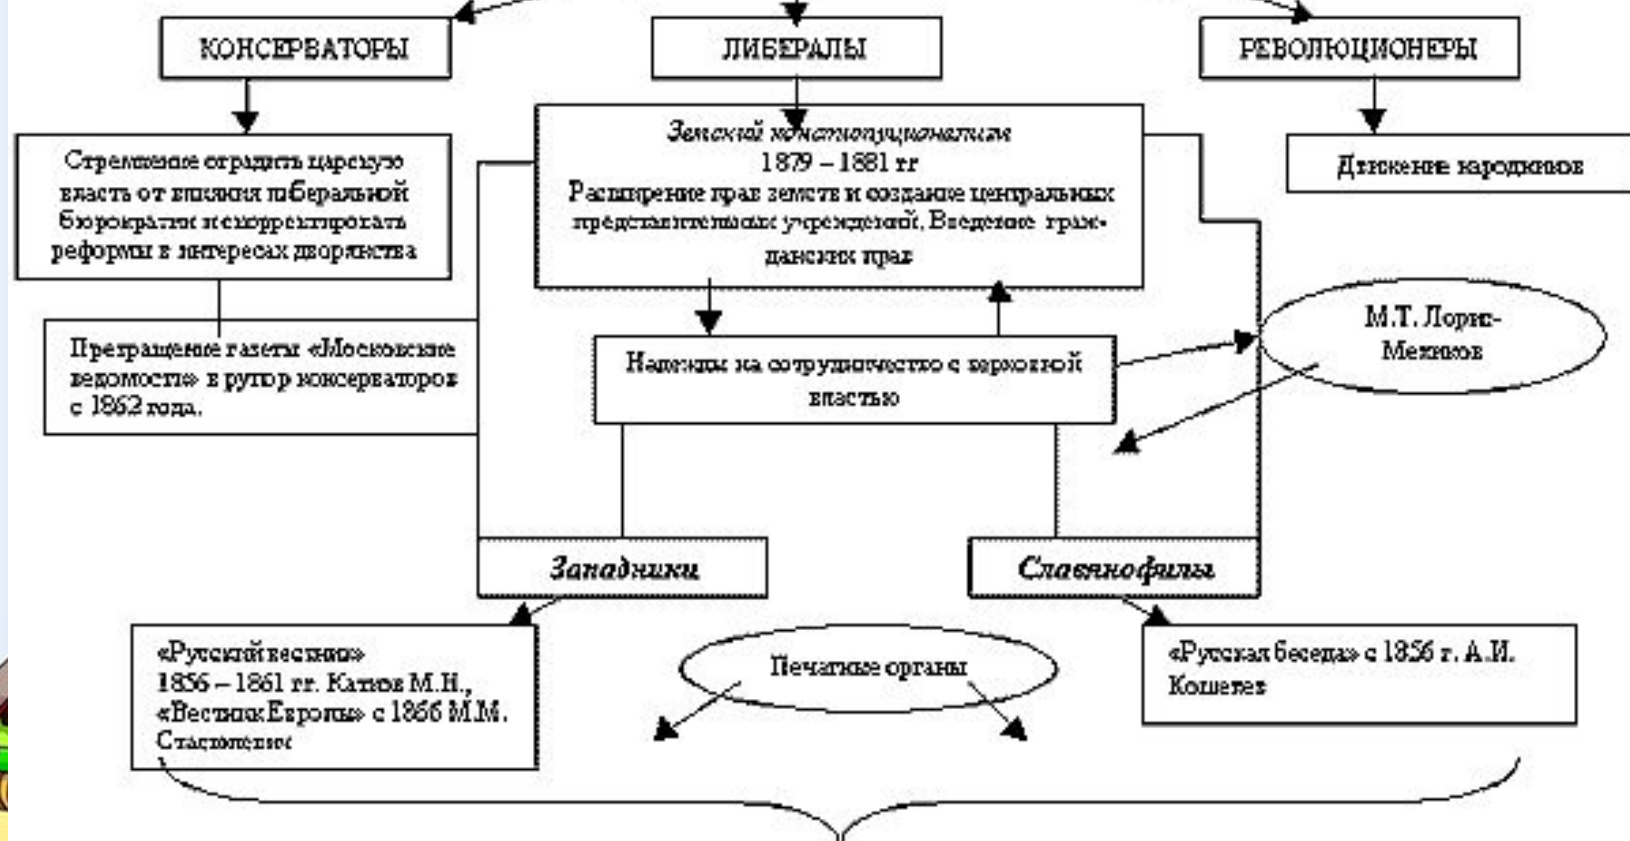 КОНСЕРВАТОРЫ
ЛИБЕРАЛЫ
РЕВОЛЮЦИОНЕРЫ
Стремление оградить царскую
власть от влияния либеральной
бюрократии и скорректировать
реформы в интересах дворянства
Превращение газеты «Московские
ведомости» в рупор консерваторов
с 1862 года.
Земский конституционализм
1879 – 1881 гг
Расширение прав земств и создание центральных
представительных учреждений. Введение граж-
данских прав
Надежды на сотрудничество с верховной
властью
Движение народников
М.Т. Лорис-
Меликов
Западники
Славянофилы
«Русский вестник»
1856 – 1861 гг. Катков М.Н.,
«Вестник Европы» с 1866 М.М.
Стасюлевич
Печатные органы
«Русская беседа» с 1856 г. А.И.
Кошелев